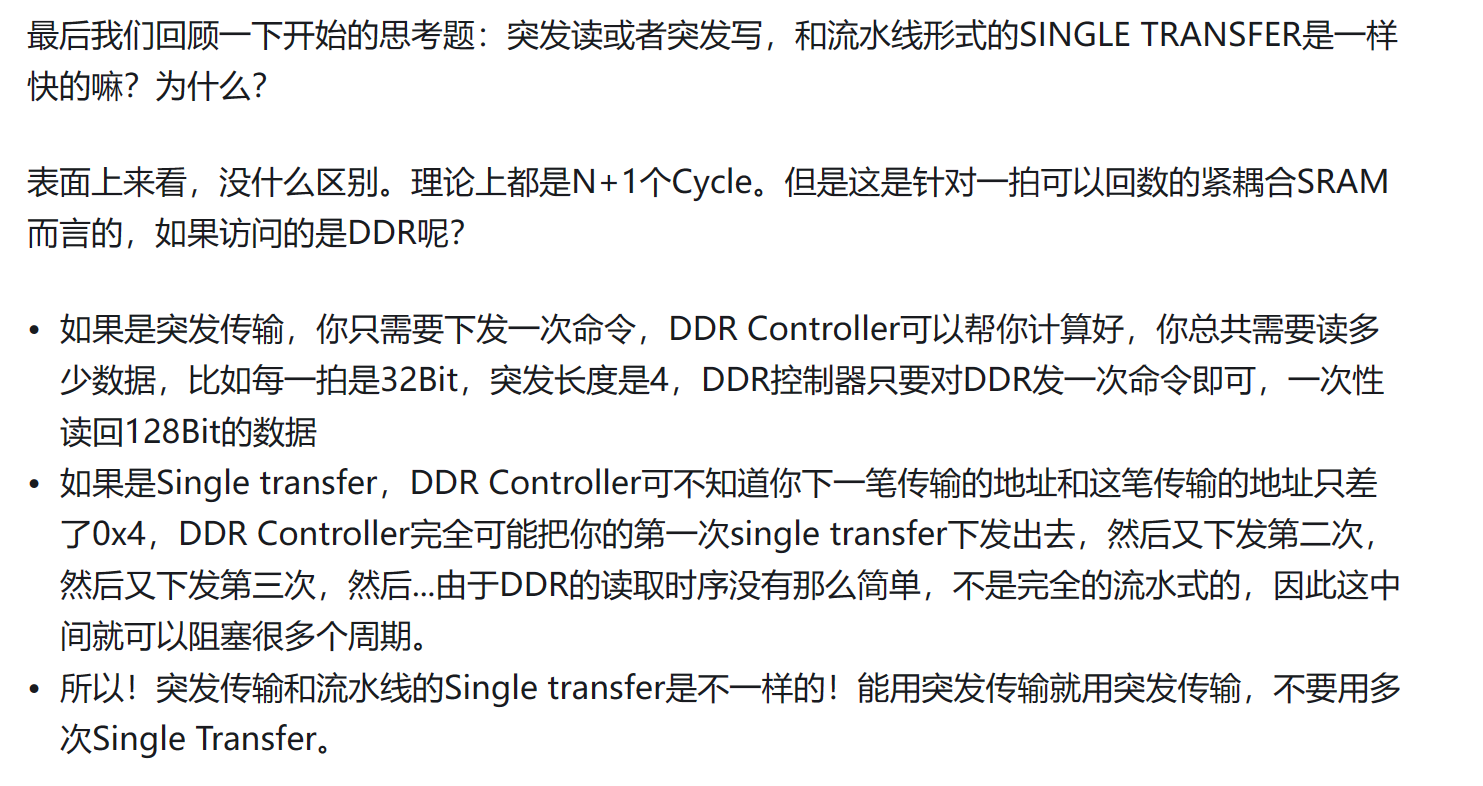 最后我们回顾一下开始的思考题：突发读或者突发写，和流水线形式的SINGLE TRANSFER是一样
快的嘛？为什么？
表面上来看，没什么区别。理论上都是N+1个Cycle。但是这是针对一拍可以回数的紧耦合SRAM
而言的，如果访问的是DDR呢？
• 如果是突发传输，你只需要下发一次命令，DDR Controller可以帮你计算好，你总共需要读多
少数据，比如每一拍是32Bit，突发长度是4，DDR控制器只要对DDR发一次命令即可，一次性
读回128Bit的数据
• 如果是Single transfer，DDR Controller可不知道你下一笔传输的地址和这笔传输的地址只差
了0x4，DDR Controller完全可能把你的第一次single transfer下发出去，然后又下发第二次，
然后又下发第三次，然后...由于DDR的读取时序没有那么简单，不是完全的流水式的，因此这中
间就可以阻塞很多个周期。
• 所以！突发传输和流水线的Single transfer是不一样的！能用突发传输就用突发传输，不要用多
次Single Transfer。